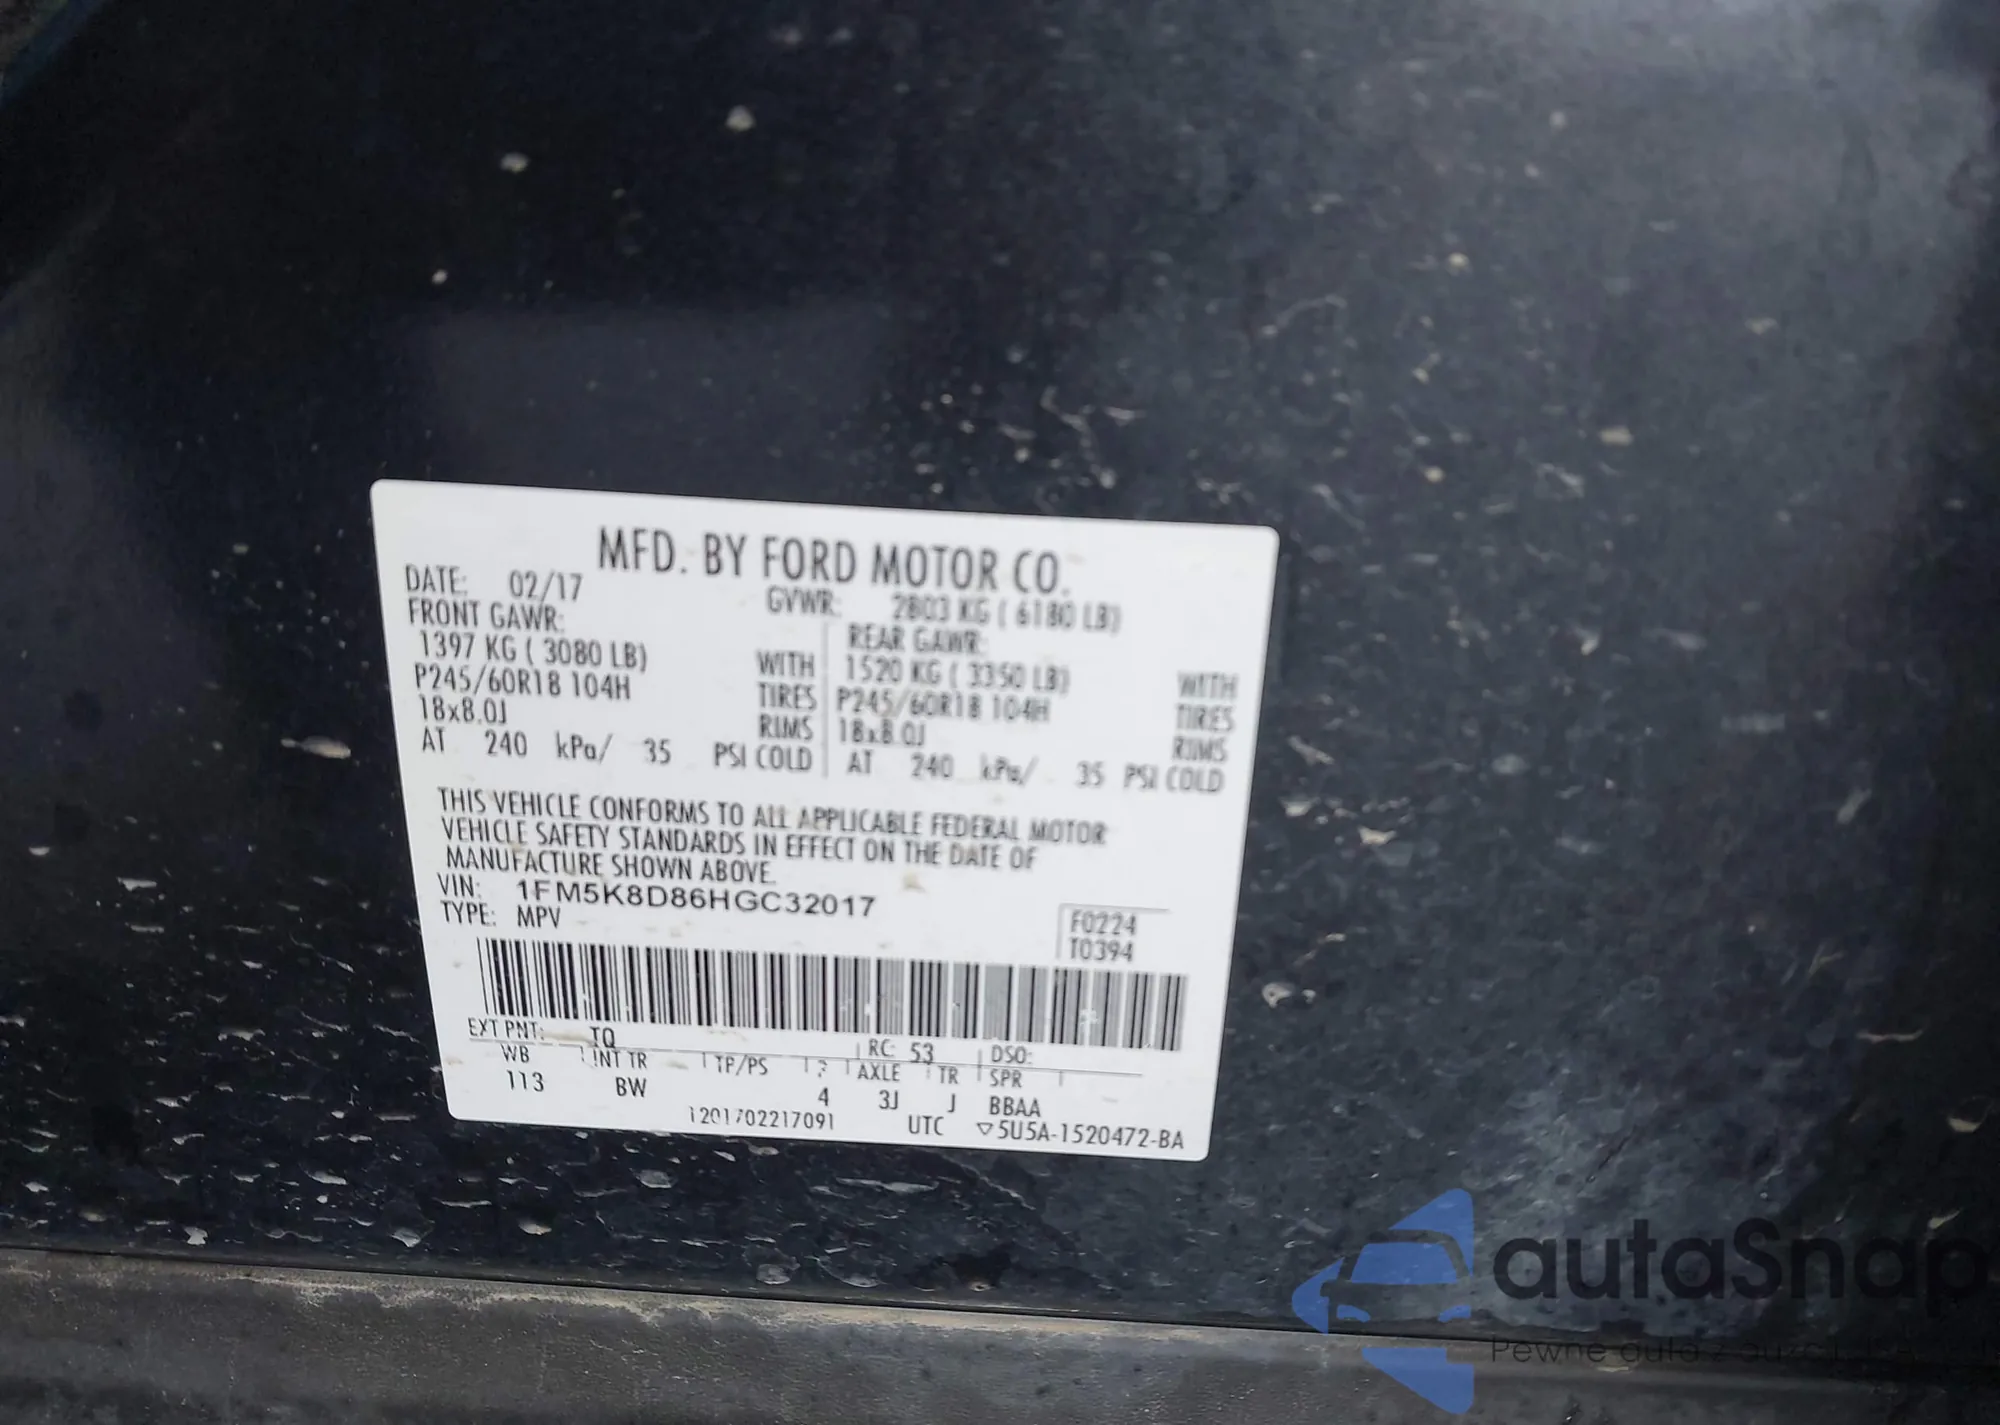 MFD. BY FORD MOTOR CO.
DATE: 02/17 GVWR: 2803 KG ( 6180 LB)
FRONT GAWR: REAR GAWR:
1397 KG ( 3080 LB) WITH 1520 KG ( 3350 LB) WITH
P245/60R18 104H TIRES P245/60R18 104H TIRES
18x8.0J RIMS 18x8.0J RIMS
AT 240 kPa/ 35 PSI COLD AT 240 kPa/ 35 PSI COLD
THIS VEHICLE CONFORMS TO ALL APPLICABLE FEDERAL MOTOR
VEHICLE SAFETY STANDARDS IN EFFECT ON THE DATE OF
MANUFACTURE SHOWN ABOVE.
VIN: 1FM5K8D86HGC32017
TYPE: MPV
F0224
T0394
EXT PNT: TQ RC: 53 DSO:
WB INT TR TP/PS AXLE TR SPR
113 BW 4 3J J BBAA
1201702217091 UTC ▽5U5A-1520472-BA
autaSnap
Pewne auta z